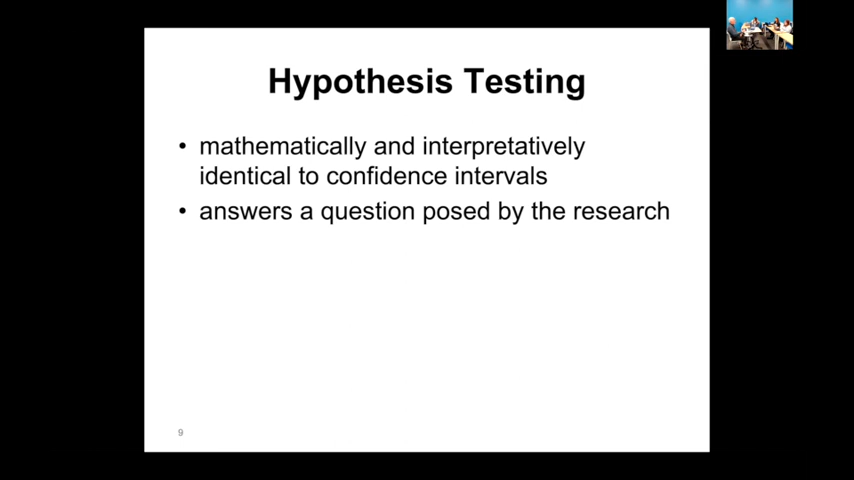 Hypothesis Testing
• mathematically and interpretatively
identical to confidence intervals
• answers a question posed by the research
9